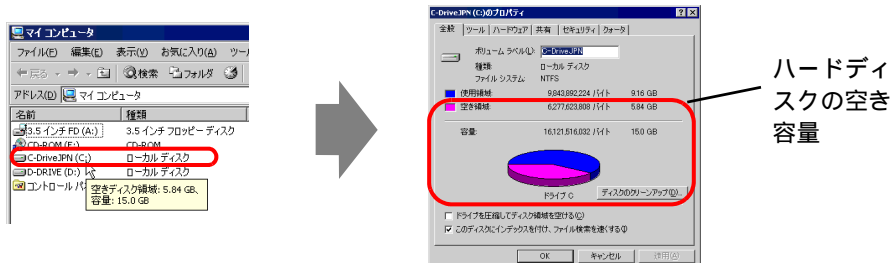 マイ コンピュータ
ファイル(F) 編集(E) 表示(V) お気に入り(A) ツー
戻る 検索 フォルダ
アドレス(D) マイ コンピュータ
名前 種類
3.5 インチ FD (A:) 3.5 インチ フロッピー ディスク
CD-ROM (E:) CD-ROM
C-DriveJPN (C:) ローカル ディスク
D-DRIVE (D:) ローカル ディスク
コントロール パ
空きディスク領域: 5.84 GB、
容量: 15.0 GB
C-DriveJPN (C:)のプロパティ
全般 ツール ハードウェア 共有 セキュリティ クォータ
ボリューム ラベル(L): C-DriveJPN
種類: ローカル ディスク
ファイル システム: NTFS
使用領域: 9,843,892,224 バイト 9.16 GB
空き領域: 6,277,623,808 バイト 5.84 GB
容量: 16,121,516,032 バイト 15.0 GB
ドライブ C
ディスクのクリーンアップ(D)...
ドライブを圧縮してディスク領域を空ける(C)
このディスクにインデックスを付け、ファイル検索を速くする(I)
OK キャンセル 適用(A)
ハードディ
スクの空き
容量